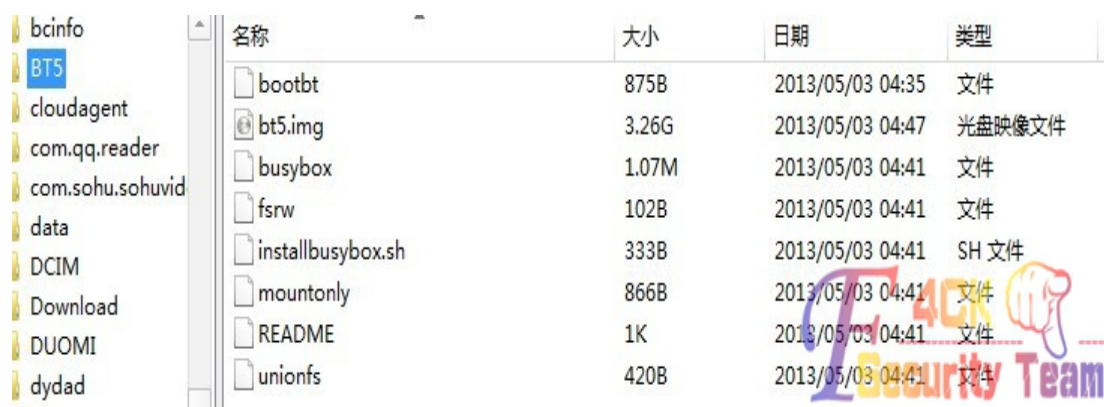 bcinfo
BT5
cloudagent
com.qq.reader
com.sohu.sohuvid
data
DCIM
Download
DUOMI
dydad
名称 大小 日期 类型
bootbt 875B 2013/05/03 04:35 文件
bt5.img 3.26G 2013/05/03 04:47 光盘映像文件
busybox 1.07M 2013/05/03 04:41 文件
fsrw 102B 2013/05/03 04:41 文件
installbusybox.sh 333B 2013/05/03 04:41 SH 文件
mountonly 866B 2013/05/03 04:41 文件
README 1K 2013/05/03 04:41 文件
unionfs 420B 2013/05/03 04:41 文件
F4CK
Security Team